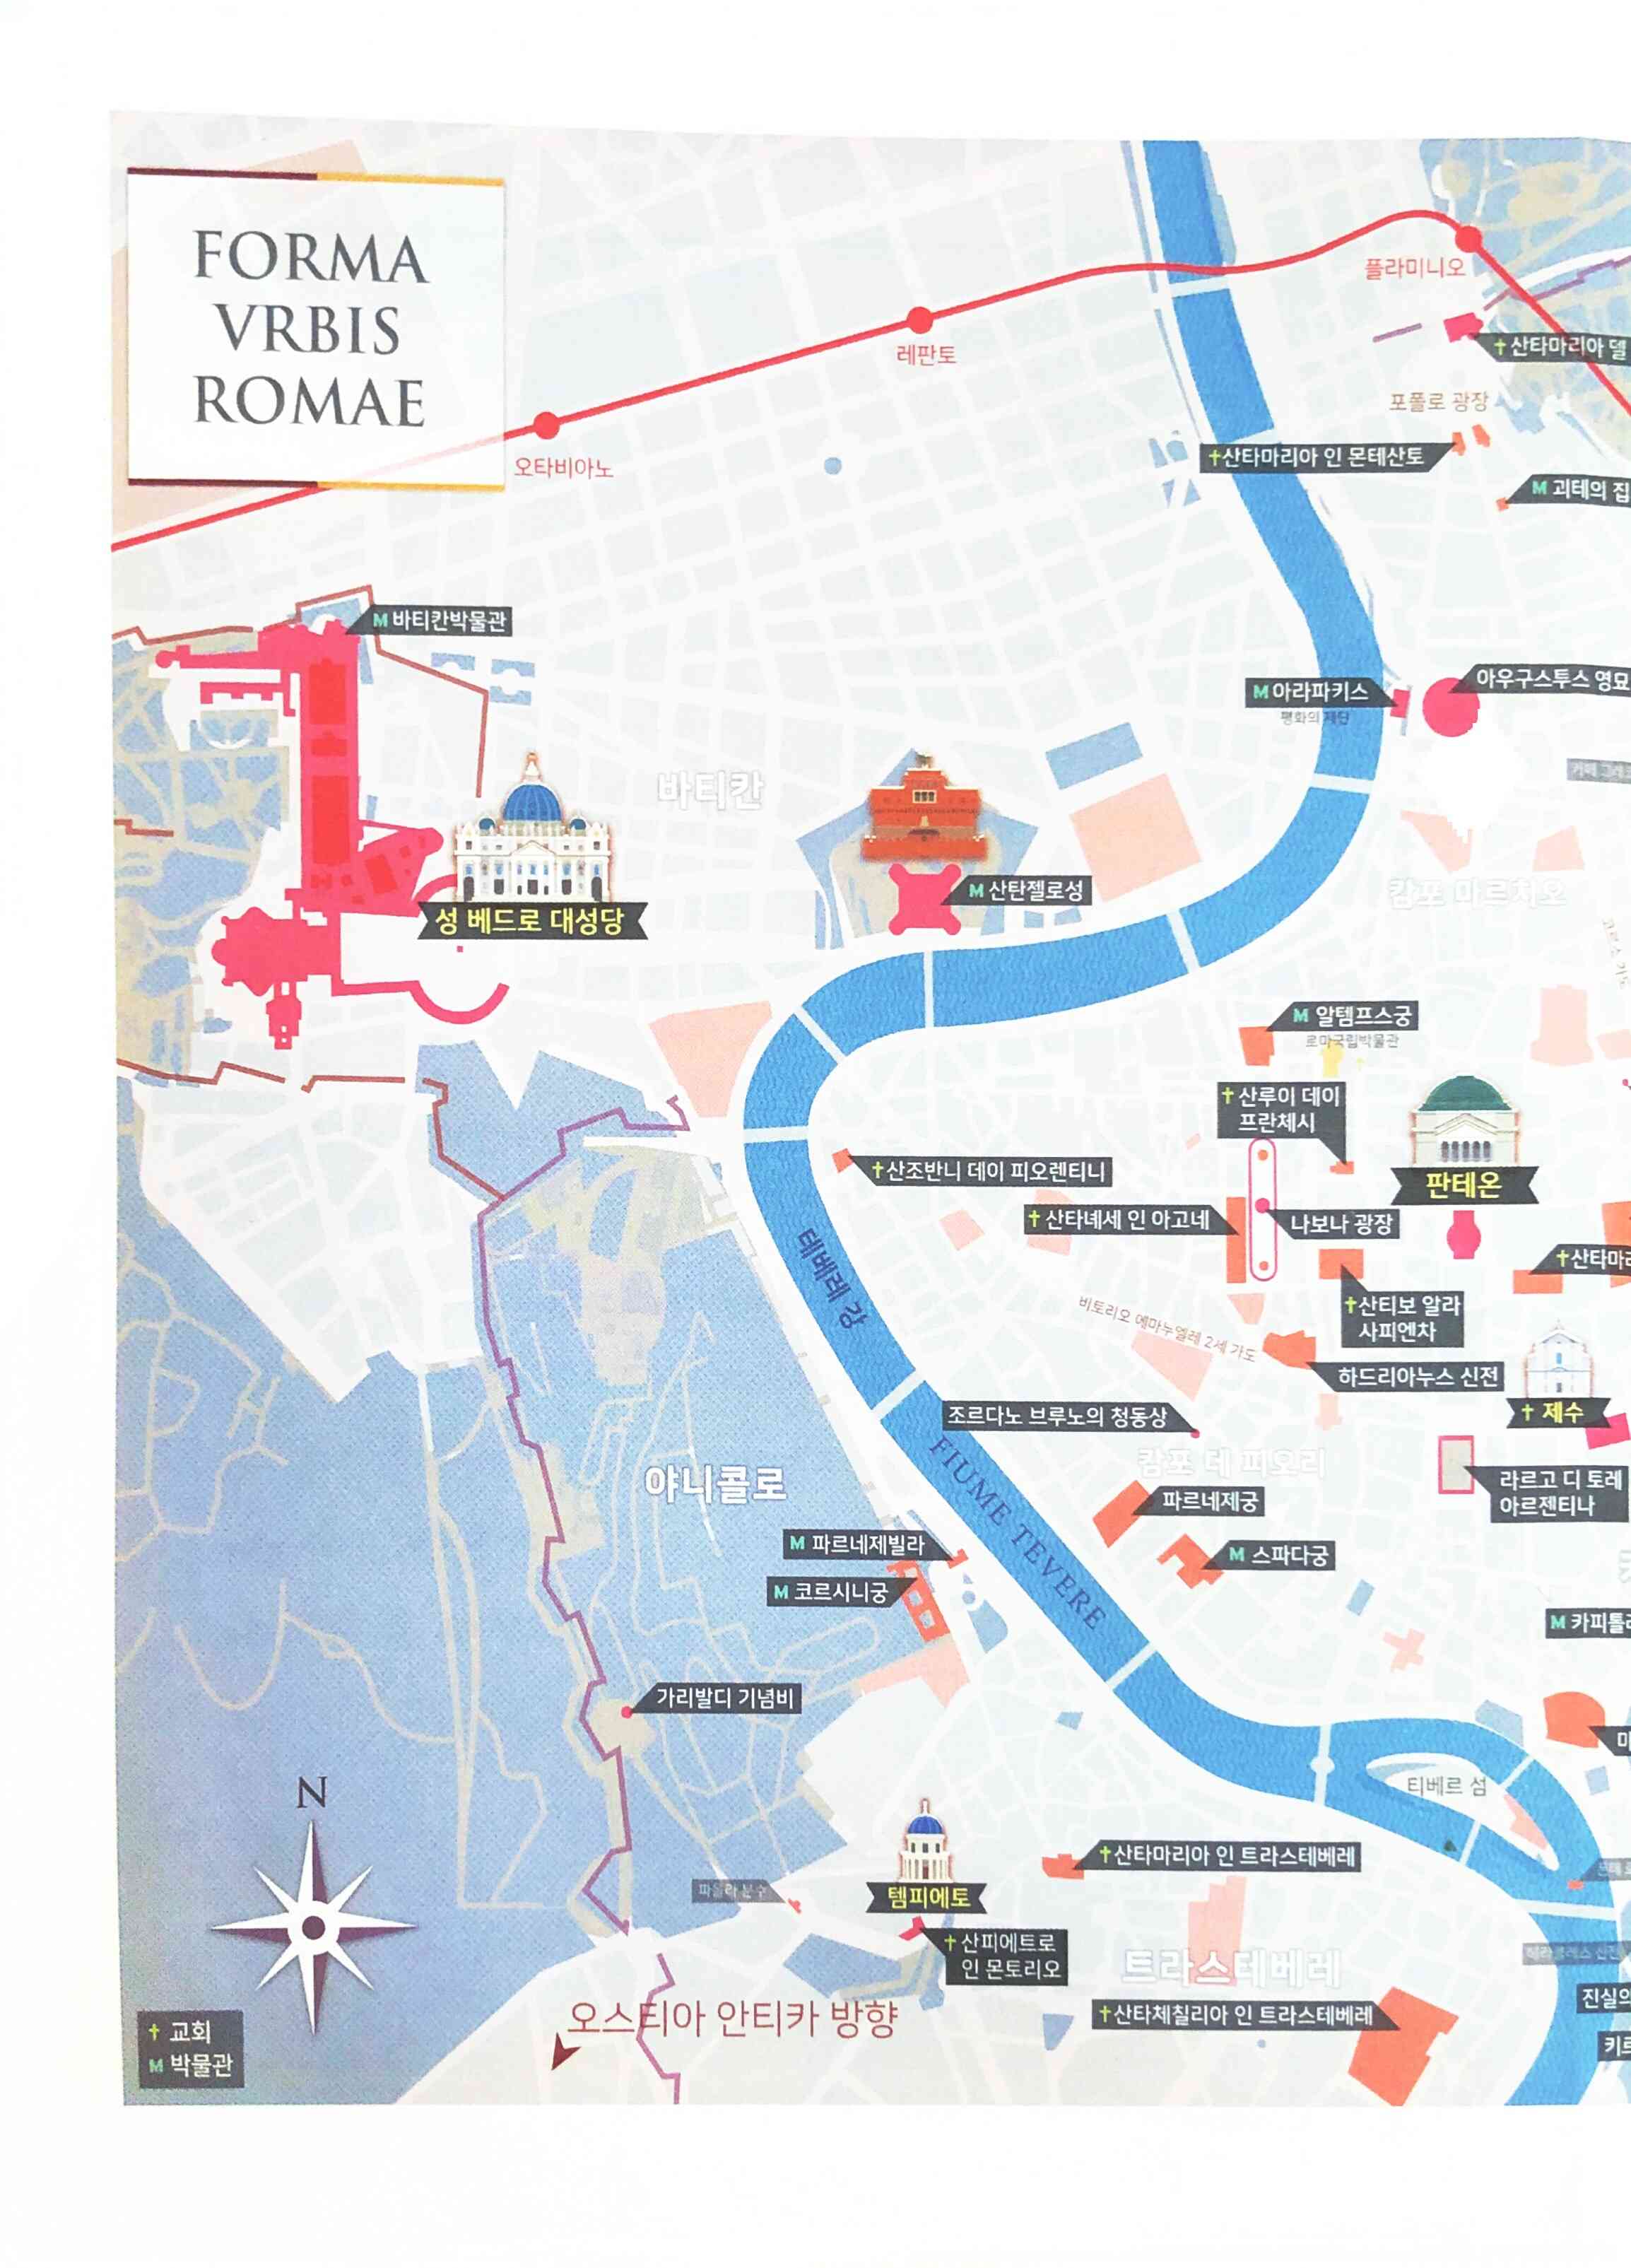 FORMA
VRBIS
ROMAE
플라미니오
레판토
오타비아노
✝산타마리아 델
포폴로 광장
✝산타마리아 인 몬테산토
M 괴테의 집
M 바티칸박물관
M 아라파키스
평화의 제단
아우구스투스 영묘
바티칸
성 베드로 대성당
M 산탄젤로성
캄포 마르치오
M 알템프스궁
로마국립박물관
✝산루이 데이
프란체시
판테온
✝산조반니 데이 피오렌티니
✝산타녜세 인 아고네
나보나 광장
테베레 강
✝산타마리
✝산티보 알라
사피엔차
비토리오 에마누엘레 2세 가도
하드리아누스 신전
✝ 제수
조르다노 브루노의 청동상
FIUME TEVERE
캄포 데 피오리
야니콜로
라르고 디 토레
아르젠티나
파르네제궁
M 파르네제빌라
M 스파다궁
M 코르시니궁
M 카피톨리
가리발디 기념비
티베르 섬
N
✝산타마리아 인 트라스테베레
파올라 분수
템피에토
✝산피에트로
인 몬토리오
트라스테베레
진실의
✝산타체칠리아 인 트라스테베레
오스티아 안티카 방향
✝ 교회
M 박물관